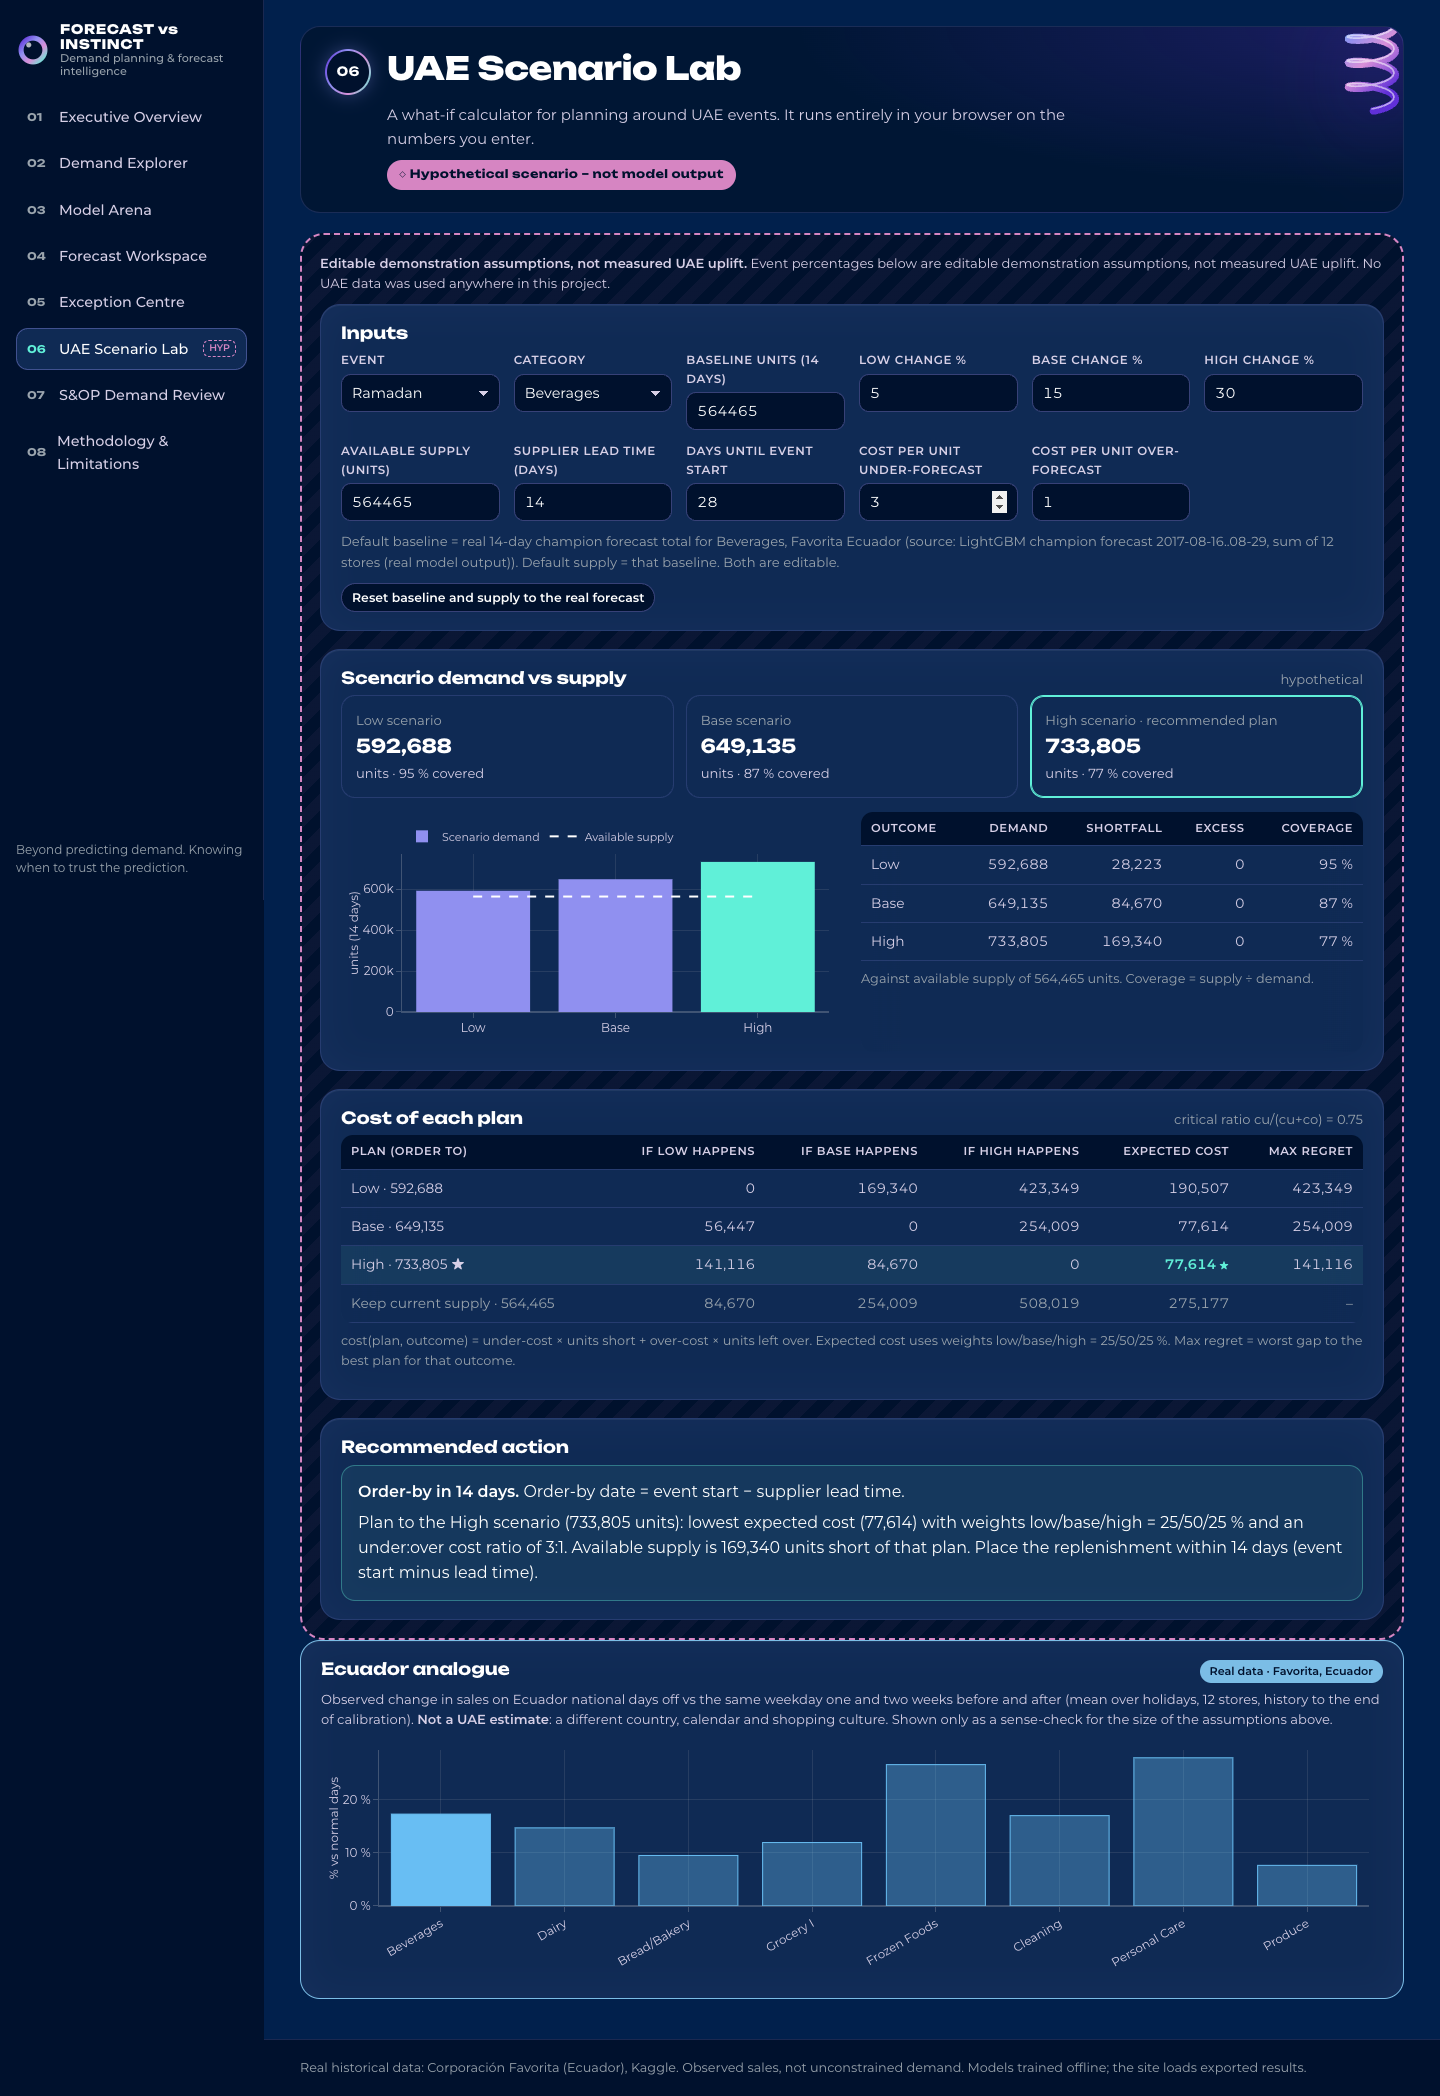 FORECAST vs
INSTINCT
Demand planning & forecast
intelligence
01 Executive Overview
02 Demand Explorer
03 Model Arena
04 Forecast Workspace
05 Exception Centre
06 UAE Scenario Lab HYP
07 S&OP Demand Review
08 Methodology &
Limitations
Beyond predicting demand. Knowing
when to trust the prediction.
06 UAE Scenario Lab
A what-if calculator for planning around UAE events. It runs entirely in your browser on the
numbers you enter.
◇ Hypothetical scenario – not model output
Editable demonstration assumptions, not measured UAE uplift. Event percentages below are editable demonstration assumptions, not measured UAE uplift. No
UAE data was used anywhere in this project.
Inputs
EVENT
Ramadan
CATEGORY
Beverages
BASELINE UNITS (14
DAYS)
564465
LOW CHANGE %
5
BASE CHANGE %
15
HIGH CHANGE %
30
AVAILABLE SUPPLY
(UNITS)
564465
SUPPLIER LEAD TIME
(DAYS)
14
DAYS UNTIL EVENT
START
28
COST PER UNIT
UNDER-FORECAST
3
COST PER UNIT OVER-
FORECAST
1
Default baseline = real 14-day champion forecast total for Beverages, Favorita Ecuador (source: LightGBM champion forecast 2017-08-16..08-29, sum of 12
stores (real model output)). Default supply = that baseline. Both are editable.
Reset baseline and supply to the real forecast
Scenario demand vs supply
hypothetical
Low scenario
592,688
units · 95 % covered
Base scenario
649,135
units · 87 % covered
High scenario · recommended plan
733,805
units · 77 % covered
Scenario demand Available supply
units (14 days)
600k
400k
200k
0
Low Base High
OUTCOME DEMAND SHORTFALL EXCESS COVERAGE
Low 592,688 28,223 0 95 %
Base 649,135 84,670 0 87 %
High 733,805 169,340 0 77 %
Against available supply of 564,465 units. Coverage = supply ÷ demand.
Cost of each plan
critical ratio cu/(cu+co) = 0.75
PLAN (ORDER TO) IF LOW HAPPENS IF BASE HAPPENS IF HIGH HAPPENS EXPECTED COST MAX REGRET
Low · 592,688 0 169,340 423,349 190,507 423,349
Base · 649,135 56,447 0 254,009 77,614 254,009
High · 733,805 ★ 141,116 84,670 0 77,614 ★ 141,116
Keep current supply · 564,465 84,670 254,009 508,019 275,177 –
cost(plan, outcome) = under-cost × units short + over-cost × units left over. Expected cost uses weights low/base/high = 25/50/25 %. Max regret = worst gap to the
best plan for that outcome.
Recommended action
Order-by in 14 days. Order-by date = event start − supplier lead time.
Plan to the High scenario (733,805 units): lowest expected cost (77,614) with weights low/base/high = 25/50/25 % and an
under:over cost ratio of 3:1. Available supply is 169,340 units short of that plan. Place the replenishment within 14 days (event
start minus lead time).
Ecuador analogue
Real data · Favorita, Ecuador
Observed change in sales on Ecuador national days off vs the same weekday one and two weeks before and after (mean over holidays, 12 stores, history to the end
of calibration). Not a UAE estimate: a different country, calendar and shopping culture. Shown only as a sense-check for the size of the assumptions above.
% vs normal days
20 %
10 %
0 %
Beverages Dairy Bread/Bakery Grocery I Frozen Foods Cleaning Personal Care Produce
Real historical data: Corporación Favorita (Ecuador), Kaggle. Observed sales, not unconstrained demand. Models trained offline; the site loads exported results.